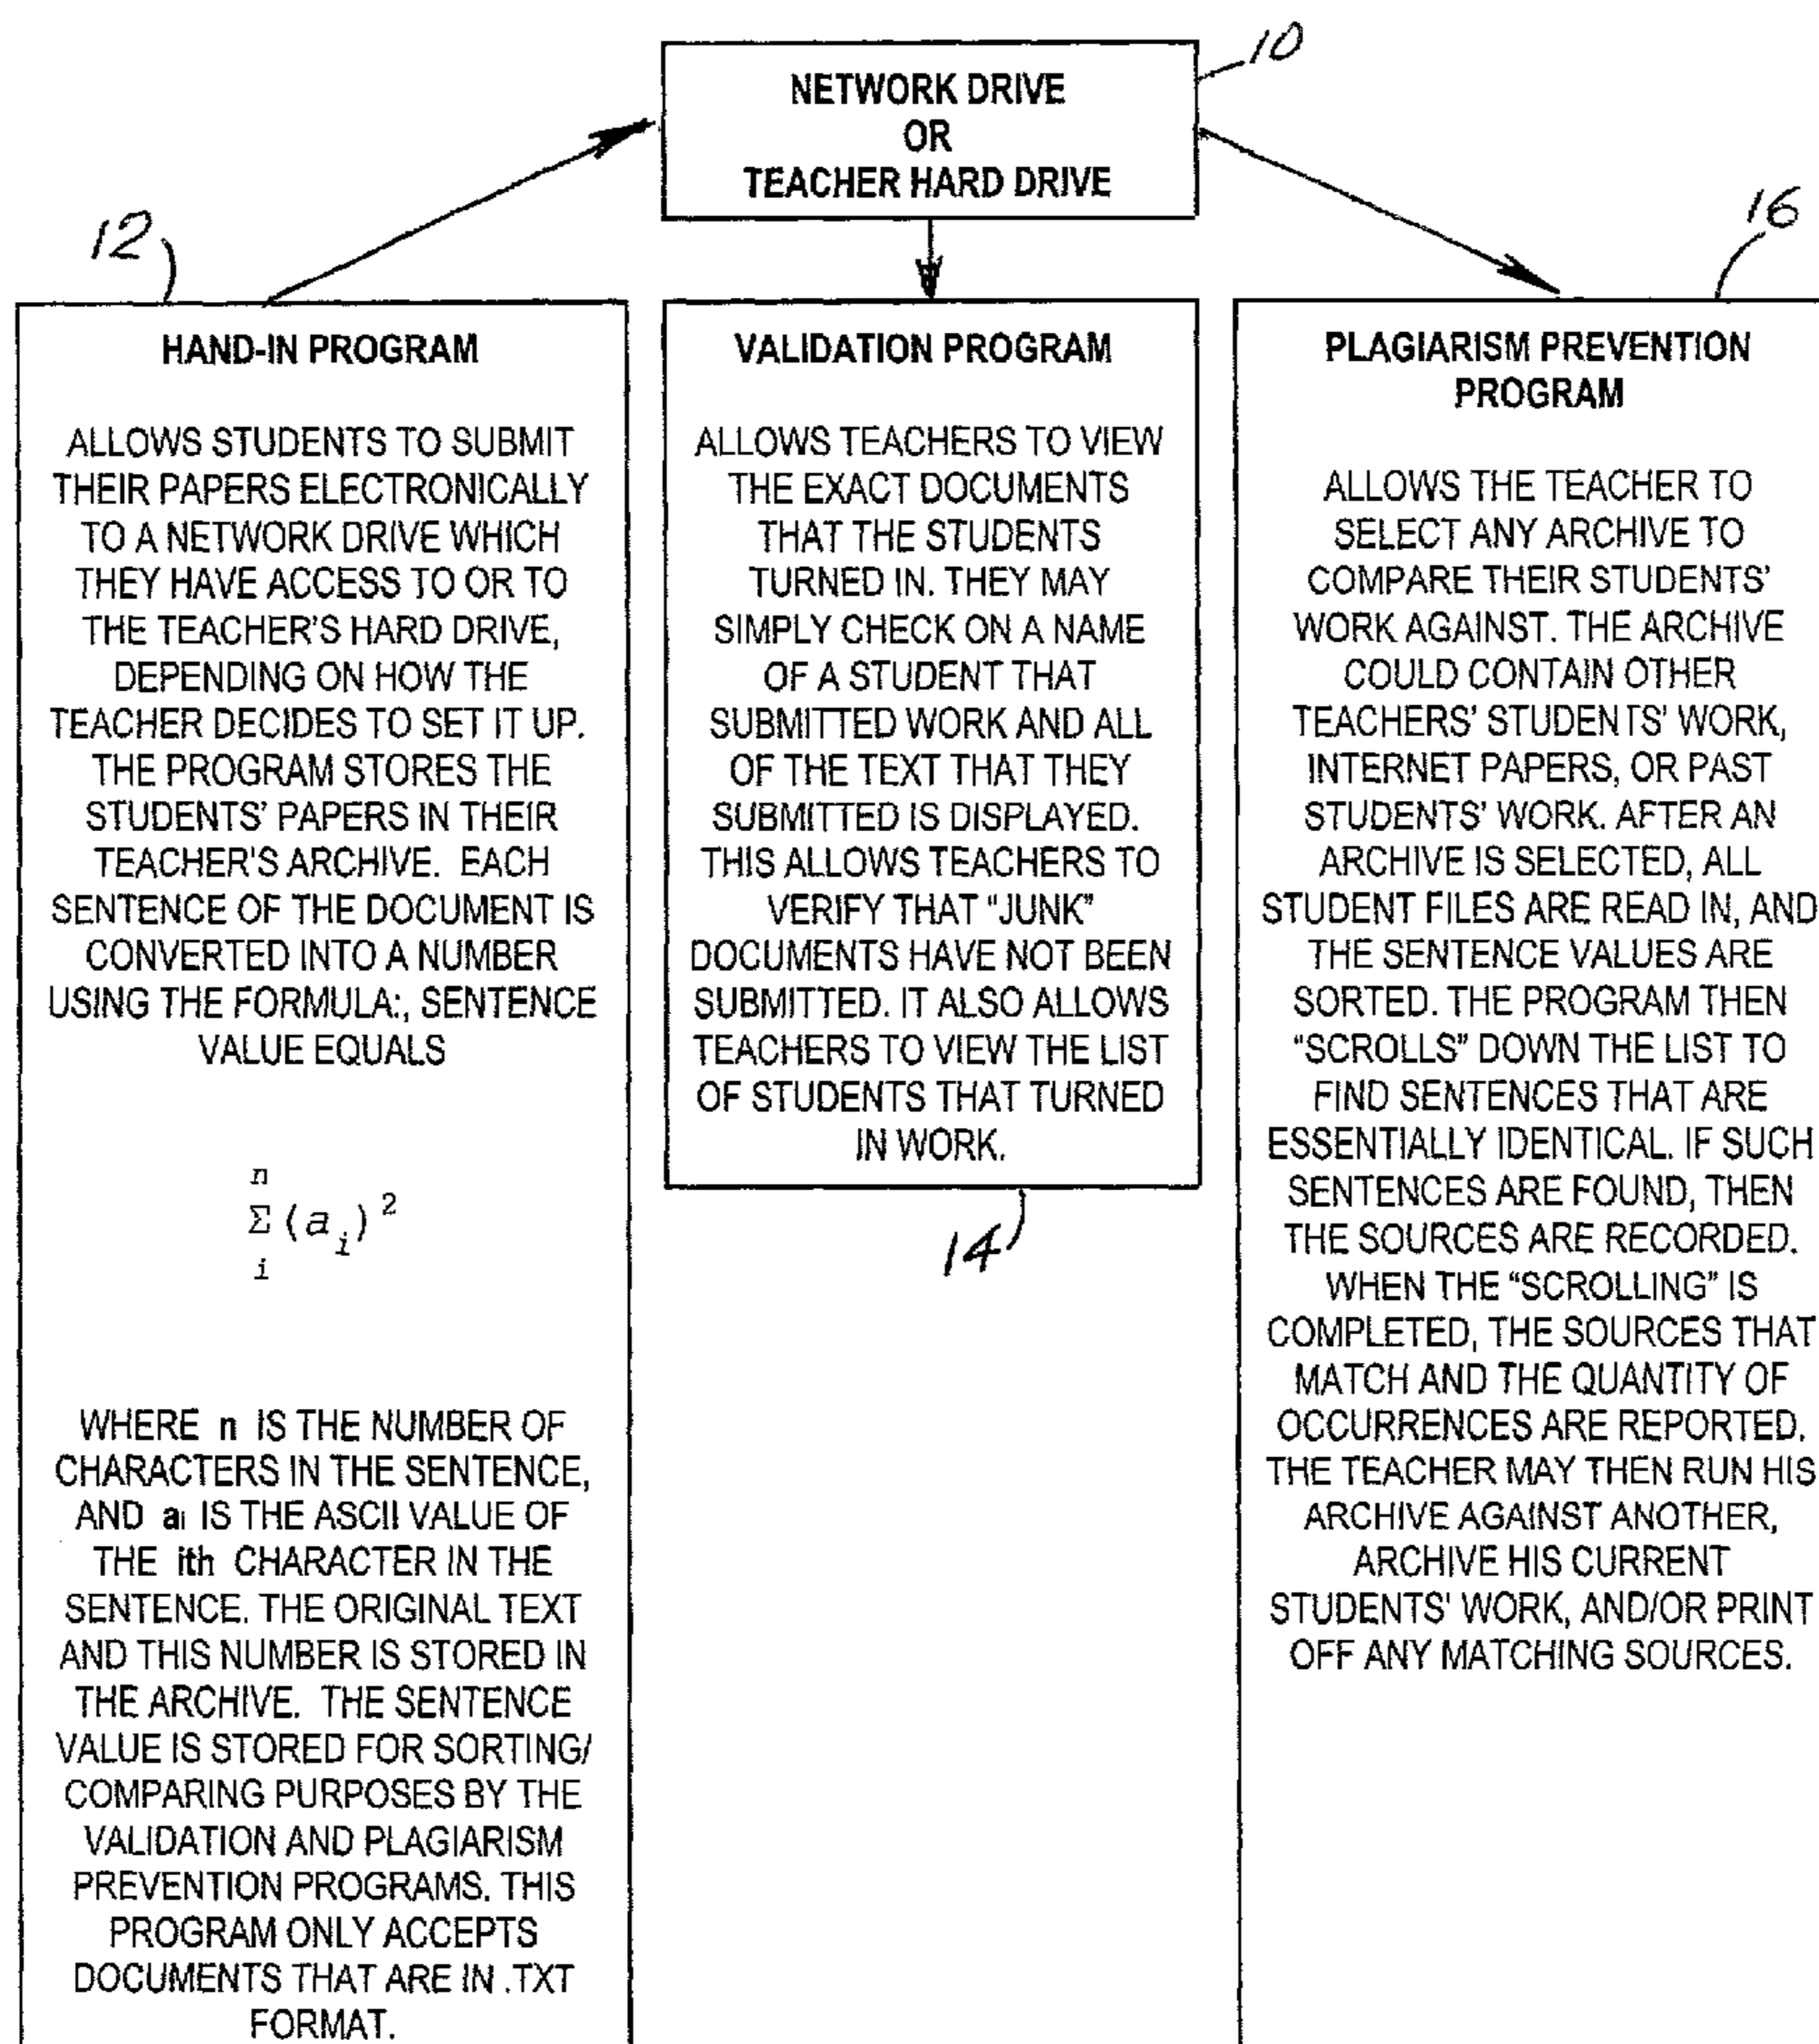 10
NETWORK DRIVE
OR
TEACHER HARD DRIVE
12
HAND-IN PROGRAM
ALLOWS STUDENTS TO SUBMIT
THEIR PAPERS ELECTRONICALLY
TO A NETWORK DRIVE WHICH
THEY HAVE ACCESS TO OR TO
THE TEACHER'S HARD DRIVE,
DEPENDING ON HOW THE
TEACHER DECIDES TO SET IT UP.
THE PROGRAM STORES THE
STUDENTS' PAPERS IN THEIR
TEACHER'S ARCHIVE. EACH
SENTENCE OF THE DOCUMENT IS
CONVERTED INTO A NUMBER
USING THE FORMULA:, SENTENCE
VALUE EQUALS
n
Σ (a i) 2
i
WHERE n IS THE NUMBER OF
CHARACTERS IN THE SENTENCE,
AND ai IS THE ASCII VALUE OF
THE ith CHARACTER IN THE
SENTENCE. THE ORIGINAL TEXT
AND THIS NUMBER IS STORED IN
THE ARCHIVE. THE SENTENCE
VALUE IS STORED FOR SORTING/
COMPARING PURPOSES BY THE
VALIDATION AND PLAGIARISM
PREVENTION PROGRAMS. THIS
PROGRAM ONLY ACCEPTS
DOCUMENTS THAT ARE IN .TXT
FORMAT.
VALIDATION PROGRAM
ALLOWS TEACHERS TO VIEW
THE EXACT DOCUMENTS
THAT THE STUDENTS
TURNED IN. THEY MAY
SIMPLY CHECK ON A NAME
OF A STUDENT THAT
SUBMITTED WORK AND ALL
OF THE TEXT THAT THEY
SUBMITTED IS DISPLAYED.
THIS ALLOWS TEACHERS TO
VERIFY THAT "JUNK"
DOCUMENTS HAVE NOT BEEN
SUBMITTED. IT ALSO ALLOWS
TEACHERS TO VIEW THE LIST
OF STUDENTS THAT TURNED
IN WORK.
14
16
PLAGIARISM PREVENTION
PROGRAM
ALLOWS THE TEACHER TO
SELECT ANY ARCHIVE TO
COMPARE THEIR STUDENTS'
WORK AGAINST. THE ARCHIVE
COULD CONTAIN OTHER
TEACHERS' STUDENTS' WORK,
INTERNET PAPERS, OR PAST
STUDENTS' WORK. AFTER AN
ARCHIVE IS SELECTED, ALL
STUDENT FILES ARE READ IN, AND
THE SENTENCE VALUES ARE
SORTED. THE PROGRAM THEN
"SCROLLS" DOWN THE LIST TO
FIND SENTENCES THAT ARE
ESSENTIALLY IDENTICAL. IF SUCH
SENTENCES ARE FOUND, THEN
THE SOURCES ARE RECORDED.
WHEN THE "SCROLLING" IS
COMPLETED, THE SOURCES THAT
MATCH AND THE QUANTITY OF
OCCURRENCES ARE REPORTED.
THE TEACHER MAY THEN RUN HIS
ARCHIVE AGAINST ANOTHER,
ARCHIVE HIS CURRENT
STUDENTS' WORK, AND/OR PRINT
OFF ANY MATCHING SOURCES.